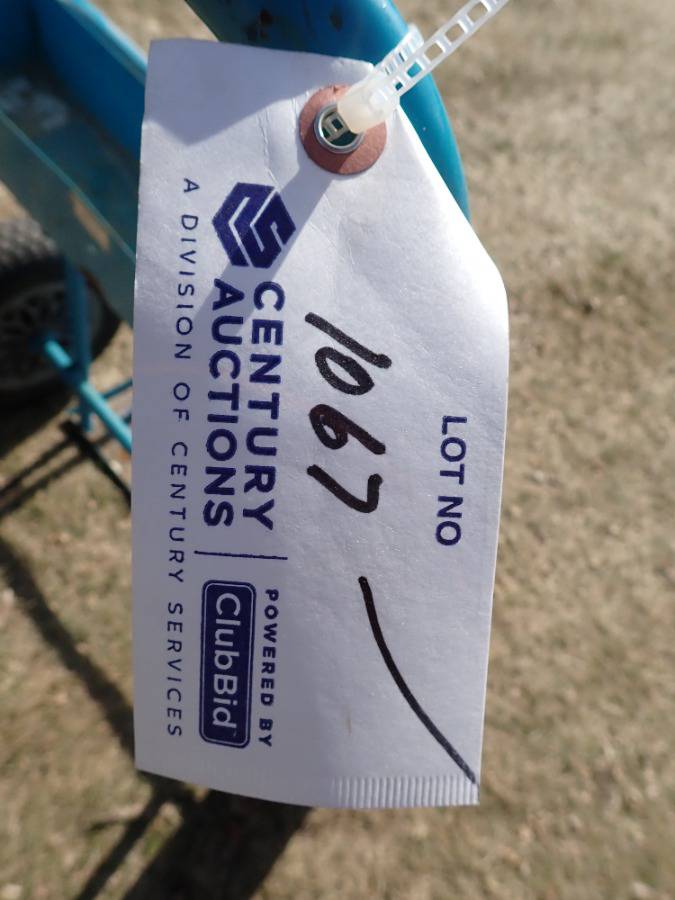 LOT NO
1067
CENTURY
AUCTIONS
A DIVISION OF CENTURY SERVICES
POWERED BY
ClubBid